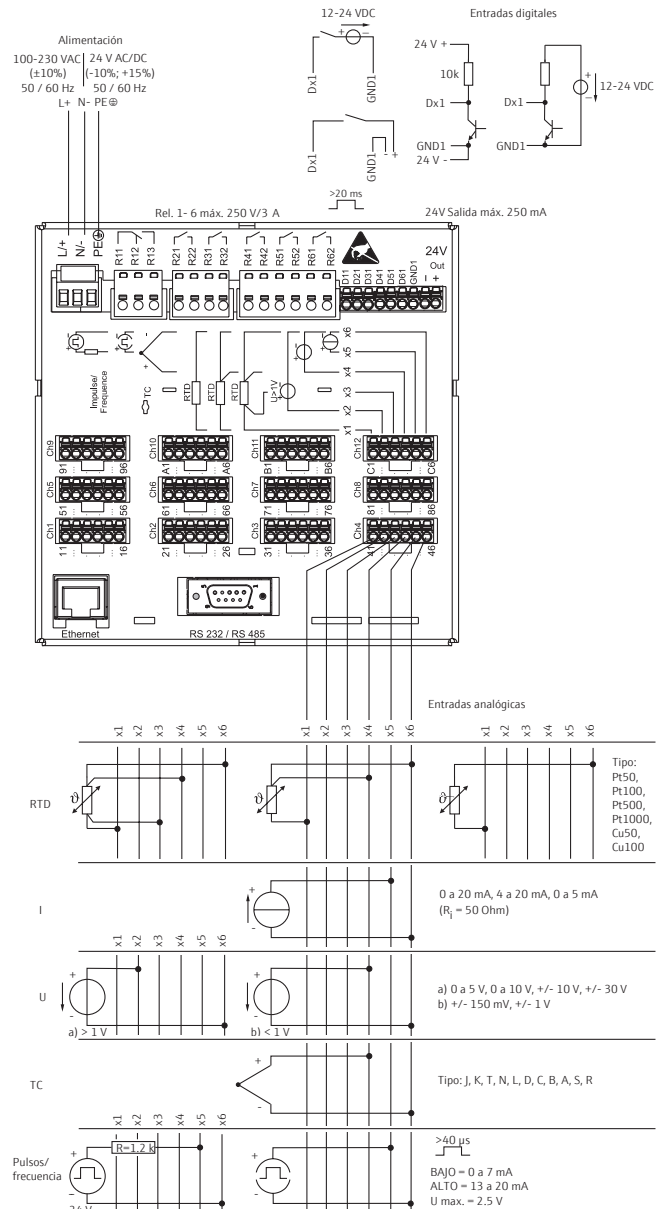 12-24 VDC
+ –
Dx1
GND1
Entradas digitales
24 V +
10k
Dx1
GND1
24 V -
Dx1
GND1
+
–
12-24 VDC
Dx1
GND1
- +
>20 ms
Alimentación
100-230 VAC
(±10%)
50 / 60 Hz
24 V AC/DC
(-10%; +15%)
50 / 60 Hz
L+ N- PE
Rel. 1- 6 máx. 250 V/3 A
24V Salida máx. 250 mA
L/+
N/-
PE
R11
R12
R13
R21
R22
R31
R32
R41
R42
R51
R52
R61
R62
D11
D21
D31
D41
D51
D61
GND1
24V
Out
- +
Impulse/
Frequence
TC
RTD
RTD
RTD
U>1V
x6
x5
x4
x3
x2
x1
Ch9
91
96
Ch10
A1
A6
Ch11
B1
B6
Ch12
C1
C6
Ch5
51
56
Ch6
61
66
Ch7
71
76
Ch8
81
86
Ch1
11
16
Ch2
21
26
Ch3
31
36
Ch4
41
46
Ethernet
RS 232 / RS 485
Entradas analógicas
x1 x2 x3 x4 x5 x6
x1 x2 x3 x4 x5 x6
x1 x2 x3 x4 x5 x6
RTD
ϑ
ϑ
ϑ
Tipo:
Pt50,
Pt100,
Pt500,
Pt1000,
Cu50,
Cu100
I
+
-
0 a 20 mA, 4 a 20 mA, 0 a 5 mA
(Ri = 50 Ohm)
x1 x2 x3 x4 x5 x6
U
+
-
a) > 1 V
+
-
b) < 1 V
a) 0 a 5 V, 0 a 10 V, +/- 10 V, +/- 30 V
b) +/- 150 mV, +/- 1 V
TC
+
-
Tipo: J, K, T, N, L, D, C, B, A, S, R
x1 x2 x3 x4 x5 x6
Pulsos/
frecuencia
+
R=1.2 k
–
24 V
+
-
>40 µs
BAJO = 0 a 7 mA
ALTO = 13 a 20 mA
U max. = 2.5 V